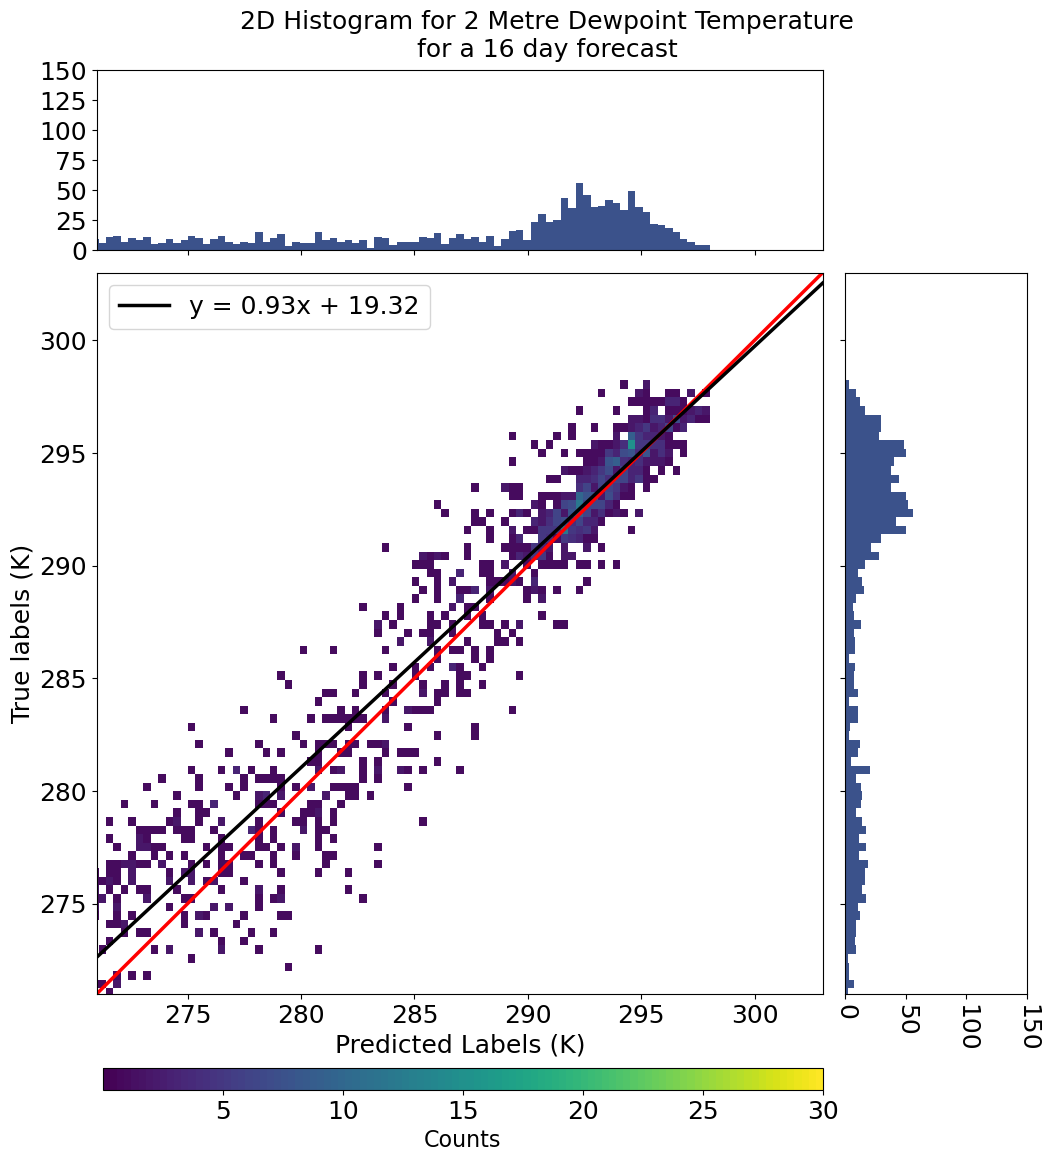 2D Histogram for 2 Metre Dewpoint Temperature
for a 16 day forecast
150
125
100
75
50
25
0
y = 0.93x + 19.32
True labels (K)
300
295
290
285
280
275
275 280 285 290 295 300
Predicted Labels (K)
0 50 100 150
5 10 15 20 25 30
Counts